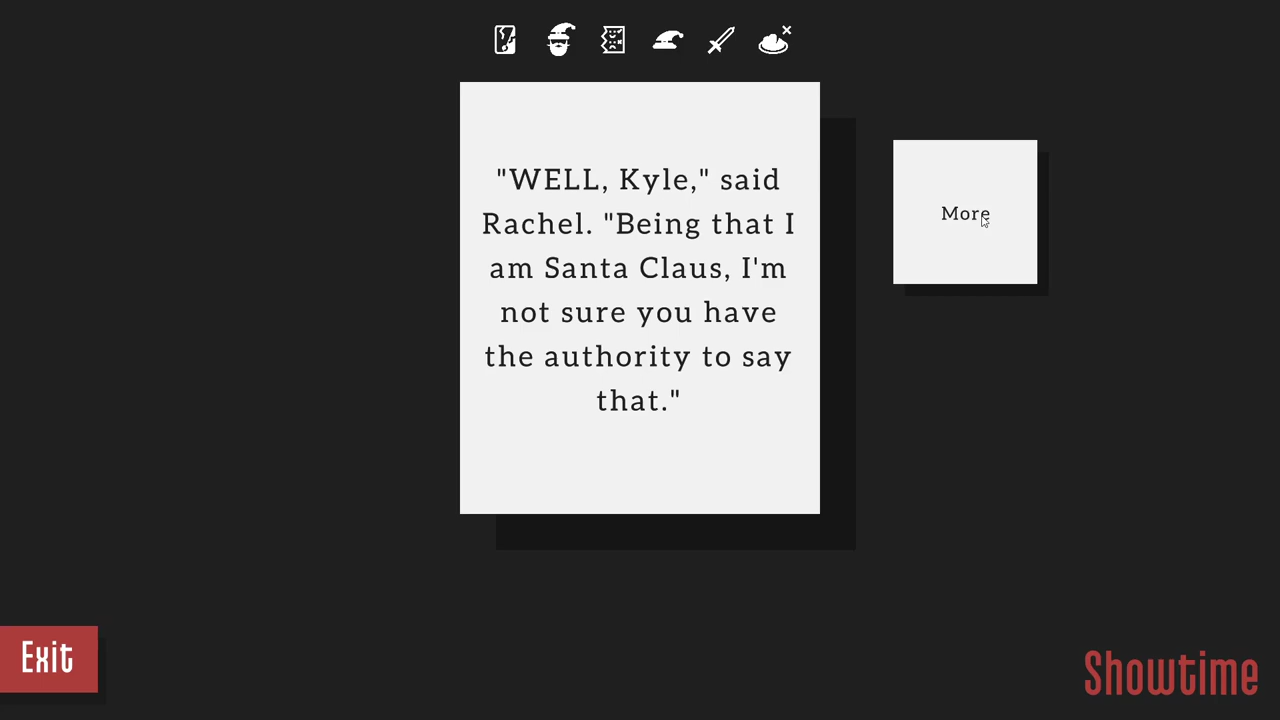 "WELL, Kyle," said
Rachel. "Being that I
am Santa Claus, I'm
not sure you have
the authority to say
that."
More
Exit
Showtime